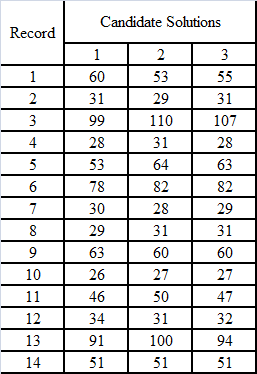 Record Candidate Solutions
1 2 3
1 60 53 55
2 31 29 31
3 99 110 107
4 28 31 28
5 53 64 63
6 78 82 82
7 30 28 29
8 29 31 31
9 63 60 60
10 26 27 27
11 46 50 47
12 34 31 32
13 91 100 94
14 51 51 51